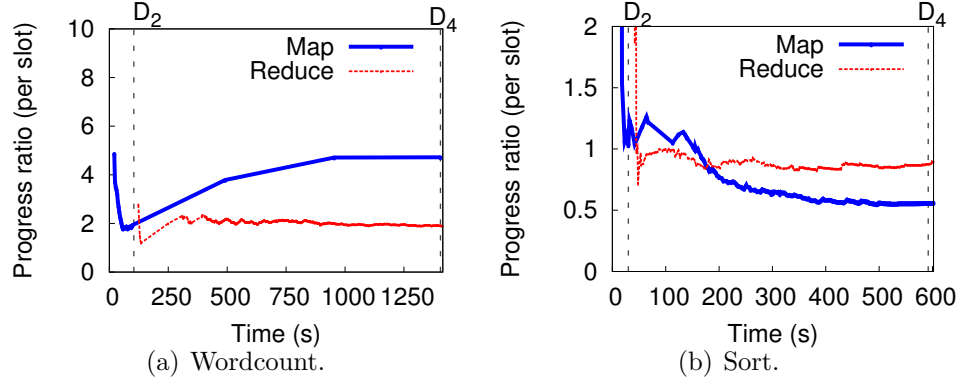 D2 D4
Progress ratio (per slot)
10
8
6
4
2
0
Map
Reduce
0 250 500 750 1000 1250
Time (s)
(a) Wordcount.
D2 D4
Progress ratio (per slot)
2
1.5
1
0.5
0
Map
Reduce
0 100 200 300 400 500 600
Time (s)
(b) Sort.